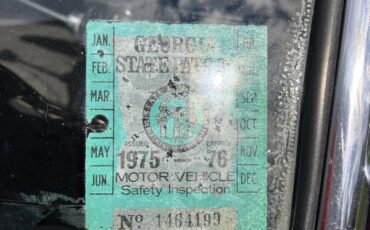 JAN.
GEORGIA
FEB.
STATE PATROL
MAR.
SEP.
OCT
ISSUED
EXPIRES
MAY
1975
76
NOV.
JUN.
MOTOR VEHICLE
DEC
Safety Inspection
No 1464199